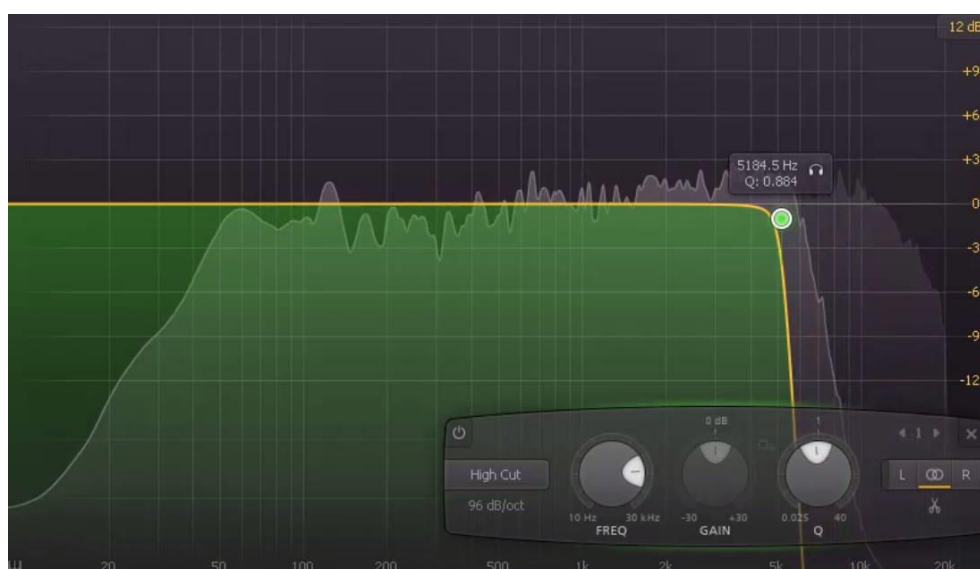 12 dB
+9
+6
+3
5184.5 Hz
Q: 0.884
0
-3
-6
-9
-12
0 dB
1
1
High Cut
L
R
96 dB/oct
10 Hz
30 kHz
-30
+30
0.025
40
FREQ
GAIN
Q
20
50
100
200
500
1k
2k
5k
10k
20k